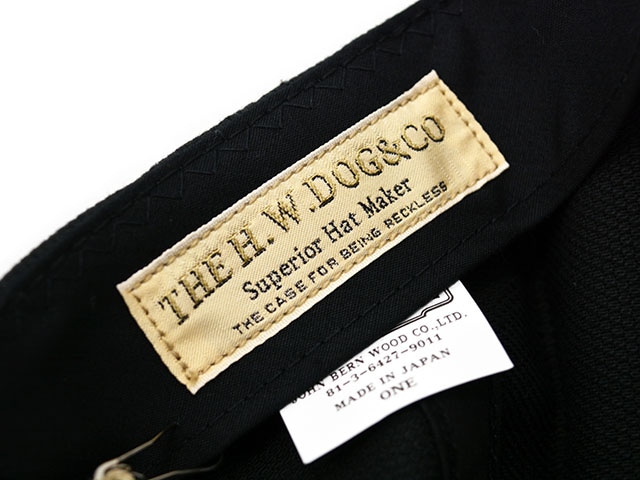 THE H.W.DOG&CO
Superior Hat Maker
THE CASE FOR BEING RECKLESS
JOHN BERN WOOD CO.,LTD.
81-3-6427-9011
MADE IN JAPAN
ONE